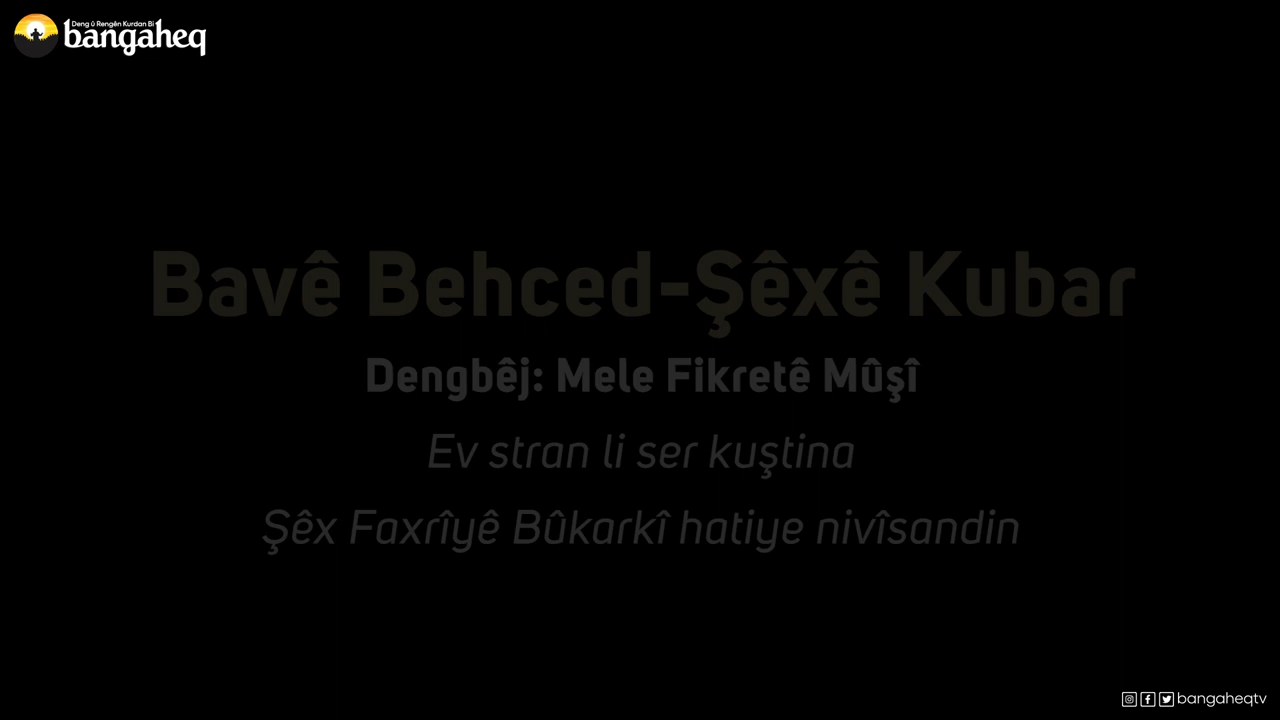 Deng û Rengên Kurdan Bi
bangaheq
Bavê Behced-Şêxê Kubar
Dengbêj: Mele Fikretê Mûşî
Ev stran li ser kuştina
Şêx Faxrîyê Bûkarkî hatiye nivîsandin
bangaheqtv